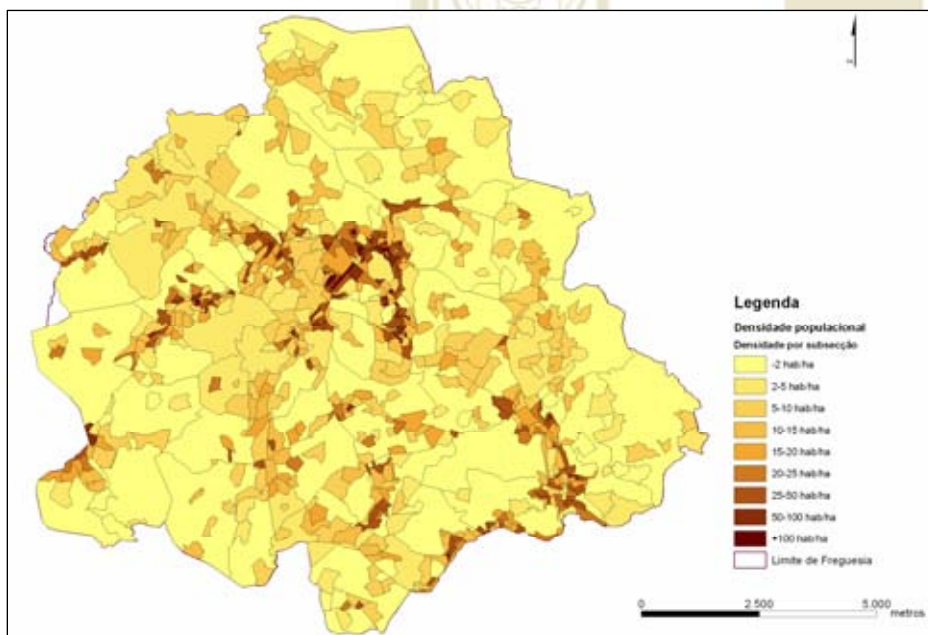 Legenda
Densidade populacional
Densidade por subsecção
-2 hab/ha
2-5 hab/ha
5-10 hab/ha
10-15 hab/ha
15-20 hab/ha
20-25 hab/ha
25-50 hab/ha
50-100 hab/ha
+100 hab/ha
Limite de Freguesia
0 2.500 5.000
metros